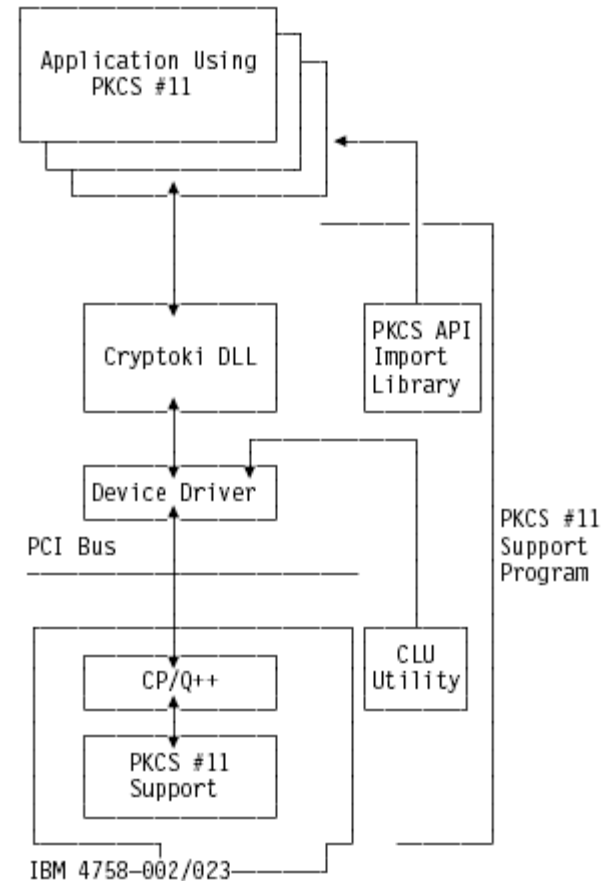 Application Using
PKCS #11
Cryptoki DLL
PKCS API
Import
Library
Device Driver
PCI Bus
PKCS #11
Support
Program
CP/Q++
CLU
Utility
PKCS #11
Support
IBM 4758-002/023